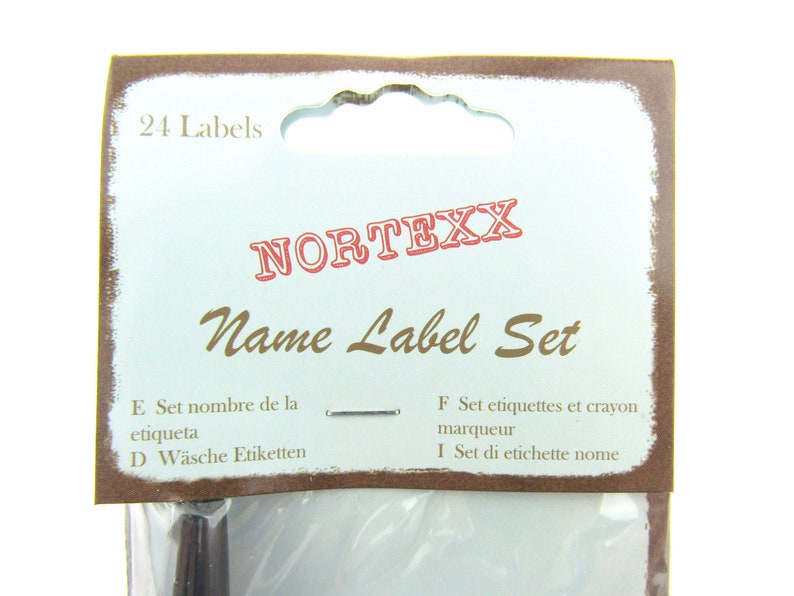 24 Labels
NORTEXX
Name Label Set
E Set nombre de la
etiqueta
D Wäsche Etiketten
F Set etiquettes et crayon
marqueur
I Set di etichette nome